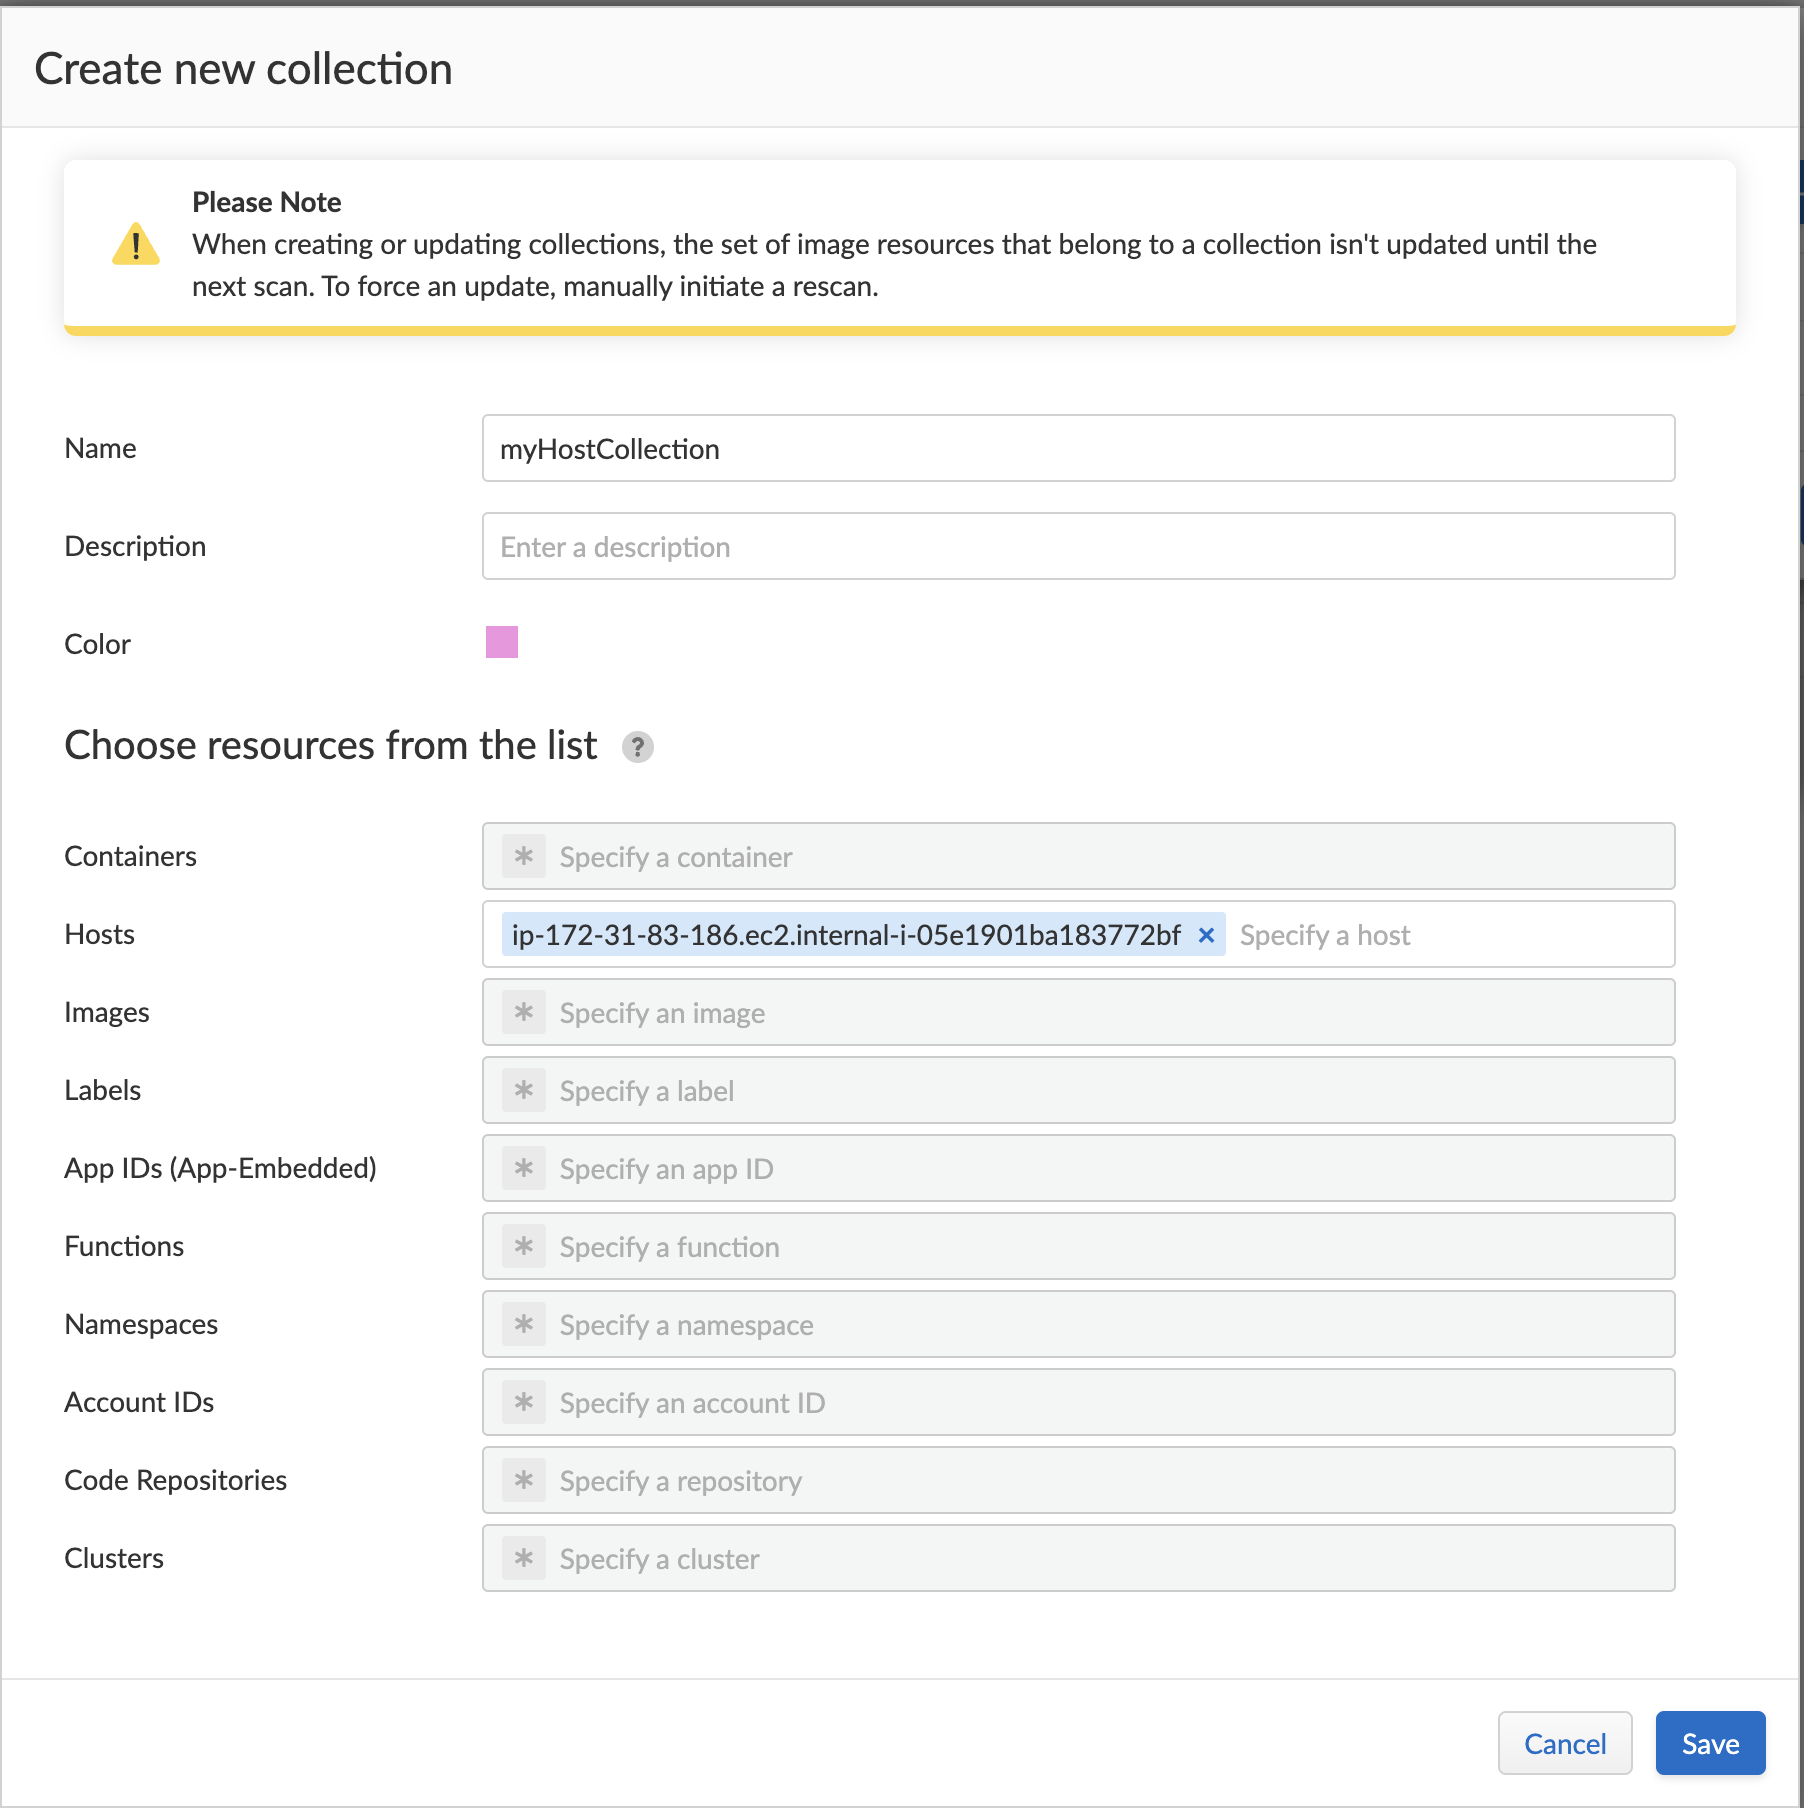 Create new collection
Please Note
When creating or updating collections, the set of image resources that belong to a collection isn't updated until the
next scan. To force an update, manually initiate a rescan.
Name myHostCollection
Description Enter a description
Color
Choose resources from the list ?
Containers * Specify a container
Hosts ip-172-31-83-186.ec2.internal-i-05e1901ba183772bf × Specify a host
Images * Specify an image
Labels * Specify a label
App IDs (App-Embedded) * Specify an app ID
Functions * Specify a function
Namespaces * Specify a namespace
Account IDs * Specify an account ID
Code Repositories * Specify a repository
Clusters * Specify a cluster
Cancel Save